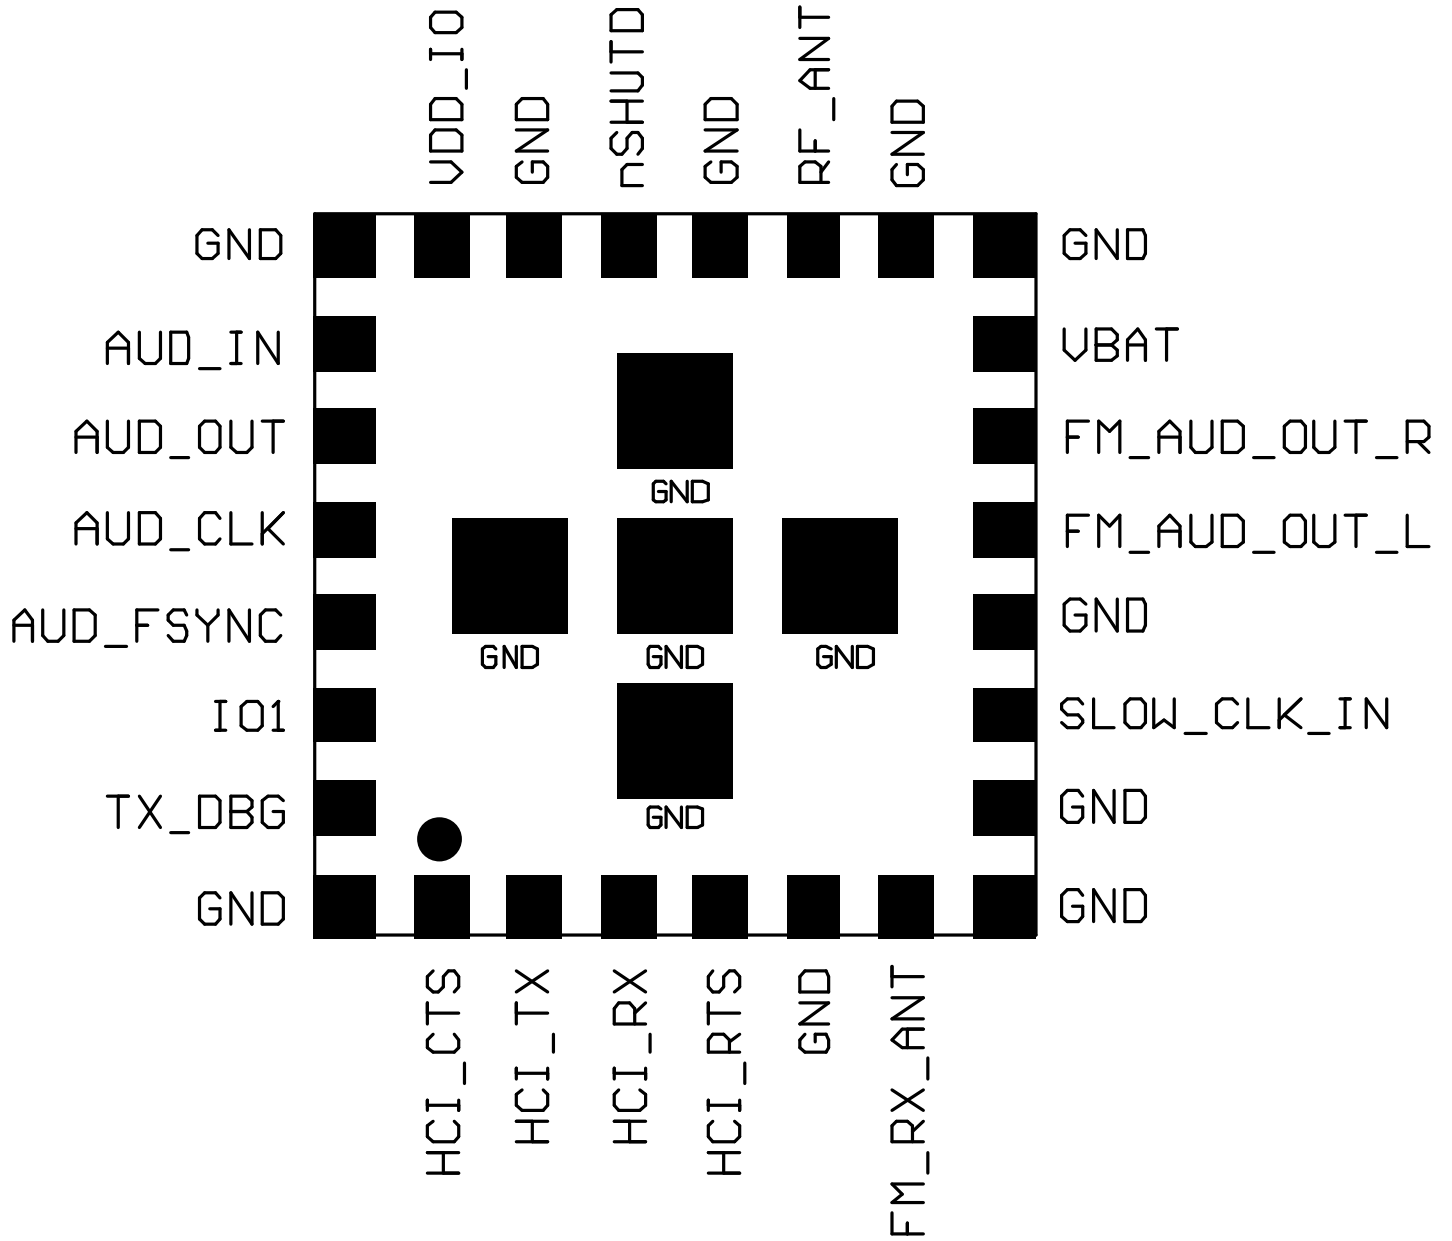 VDD_IO
GND
nSHUTD
GND
RF_ANT
GND
GND
GND
AUD_IN
VBAT
AUD_OUT
FM_AUD_OUT_R
GND
AUD_CLK
FM_AUD_OUT_L
AUD_FSYNC
GND
GND
GND
GND
IO1
SLOW_CLK_IN
TX_DBG
GND
GND
GND
GND
HCI_CTS
HCI_TX
HCI_RX
HCI_RTS
GND
FM_RX_ANT